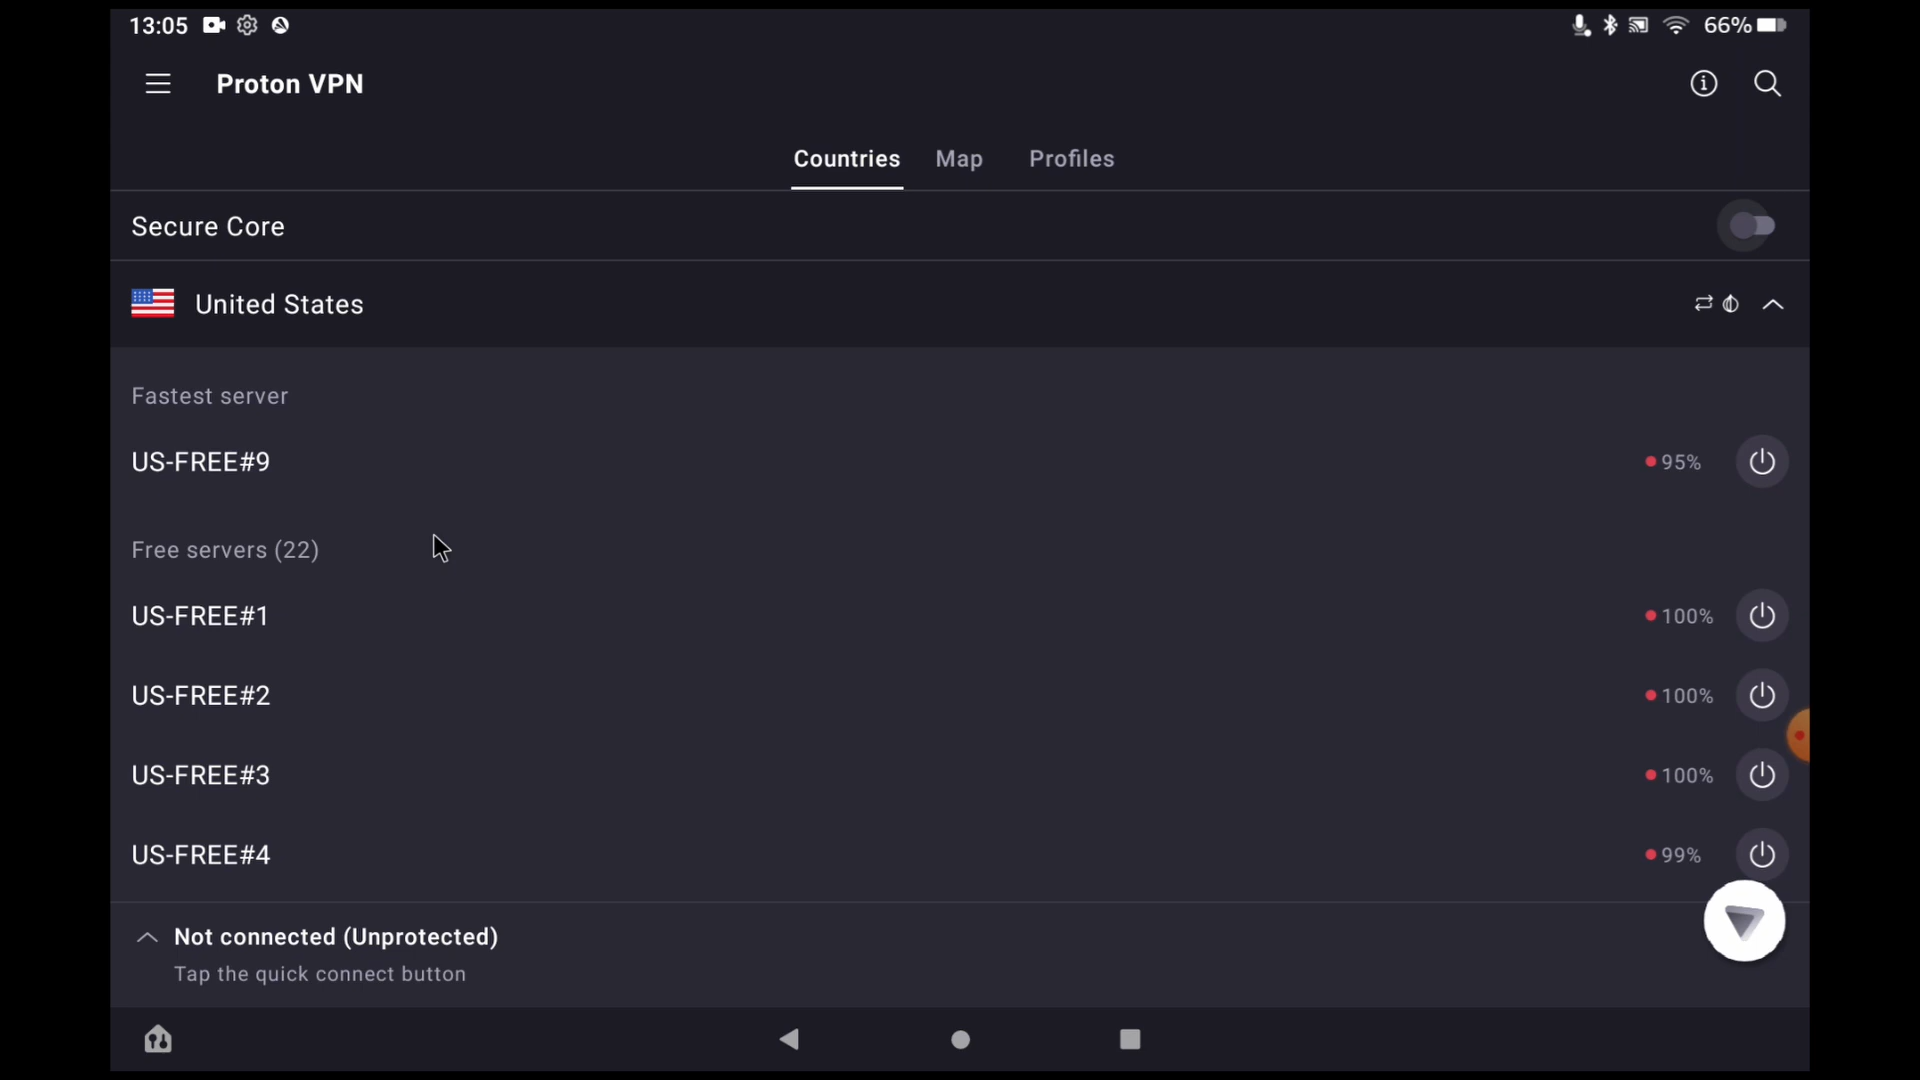 13:05
66%
Proton VPN
Countries Map Profiles
Secure Core
United States
Fastest server
US-FREE#9 95%
Free servers (22)
US-FREE#1 100%
US-FREE#2 100%
US-FREE#3 100%
US-FREE#4 99%
Not connected (Unprotected)
Tap the quick connect button